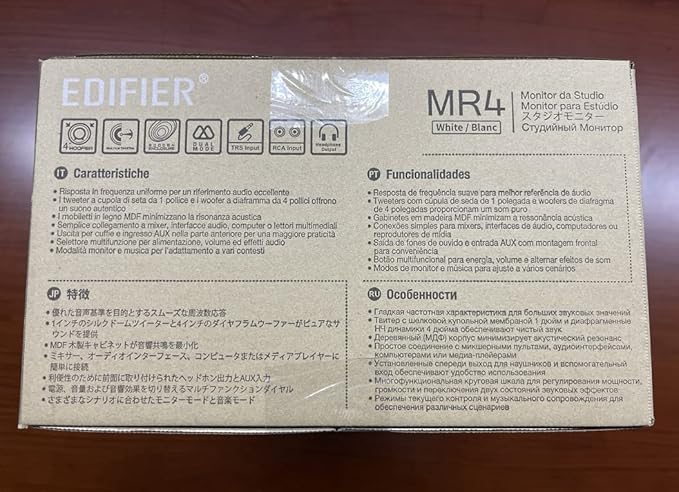 EDIFIER®
MR4
White / Blanc
Monitor da Studio
Monitor para Estúdio
スタジオモニター
Студийный Монитор
4" WOOFER
DUAL MODE
TRS Input
RCA Input
Headphone Output
IT Caratteristiche
• Risposta in frequenza uniforme per un riferimento audio eccellente
• I tweeter a cupola di seta da 1 pollice e i woofer a diaframma da 4 pollici offrono
un suono autentico
• I mobiletti in legno MDF minimizzano la risonanza acustica
• Semplice collegamento a mixer, interfacce audio, computer o lettori multimediali
• Uscita per cuffie e ingresso AUX nella parte anteriore per una maggiore praticità
• Selettore multifunzione per alimentazione, volume ed effetti audio
• Modalità monitor e musica per l'adattamento a vari contesti
PT Funcionalidades
• Resposta de frequência suave para melhor referência de áudio
• Tweeters com cúpula de seda de 1 polegada e woofers de diafragma
de 4 polegadas proporcionam um som puro
• Gabinetes em madeira MDF minimizam a ressonância acústica
• Conexões simples para mixers, interfaces de áudio, computadores ou
reprodutores de mídia
• Saída de fones de ouvido e entrada AUX com montagem frontal
para conveniência
• Botão multifuncional para energia, volume e alternar efeitos de som
• Modos de monitor e música para ajuste a vários cenários
JP 特徴
• 優れた音声基準を目的とするスムーズな周波数応答
• 1インチのシルクドームツイーターと4インチのダイヤフラムウーファーがピュアなサ
ウンドを提供
• MDF 木製キャビネットが音響共鳴を最小化
• ミキサー、オーディオインターフェース、コンピュータまたはメディアプレイヤーに
簡単に接続
• 利便性のために前面に取り付けられたヘッドホン出力とAUX入力
• 電源、音量および音響効果を切り替えるマルチファンクションダイヤル
• さまざまなシナリオに合わせたモニターモードと音楽モード
RU Особенности
• Гладкая частотная характеристика для больших звуковых значений
• Твитер с шелковой купольной мембраной 1 дюйм и диафрагменные
НЧ динамики 4 дюйма обеспечивают чистый звук
• Деревянный (МДФ) корпус минимизирует акустический резонанс
• Простое соединение с микшерными пультами, аудиоинтерфейсами,
компьютерами или медиа-плейерами
• Установленные спереди выход для наушников и вспомогательный
вход обеспечивают удобство использования
• Многофункциональная круговая шкала для регулирования мощности,
громкости и переключения между двух состояний звуковых эффектов
• Режимы текущего контроля и музыкального сопровождения для
обеспечения различных сценариев